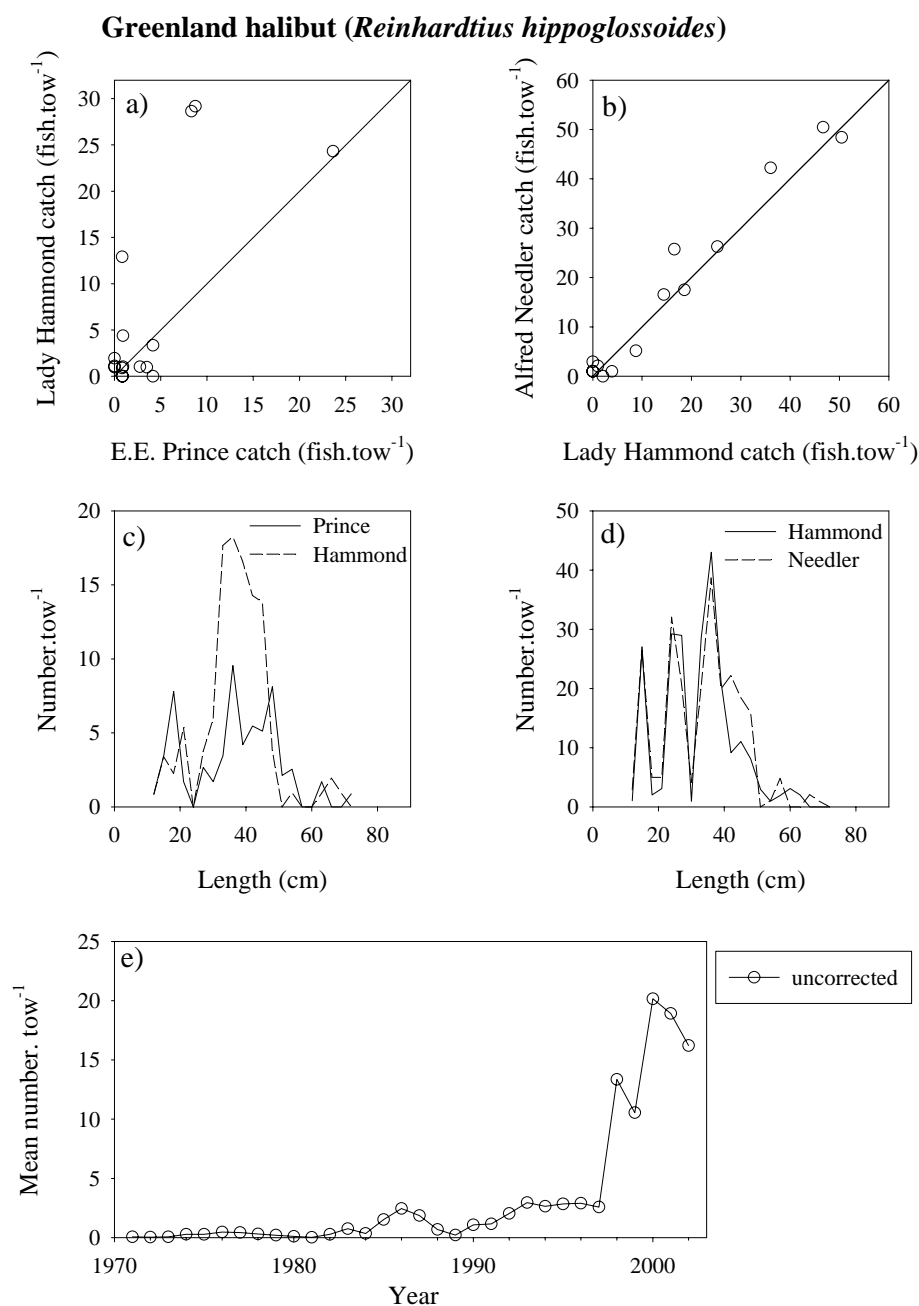 Greenland halibut (Reinhardtius hippoglossoides)
a)
Lady Hammond catch (fish.tow-1)
30
25
20
15
10
5
0
0 5 10 15 20 25 30
E.E. Prince catch (fish.tow-1)
b)
Alfred Needler catch (fish.tow-1)
60
50
40
30
20
10
0
0 10 20 30 40 50 60
Lady Hammond catch (fish.tow-1)
c)
Prince
Hammond
Number.tow-1
20
15
10
5
0
0 20 40 60 80
Length (cm)
d)
Hammond
Needler
Number.tow-1
50
40
30
20
10
0
0 20 40 60 80
Length (cm)
e)
uncorrected
Mean number. tow-1
25
20
15
10
5
0
1970 1980 1990 2000
Year